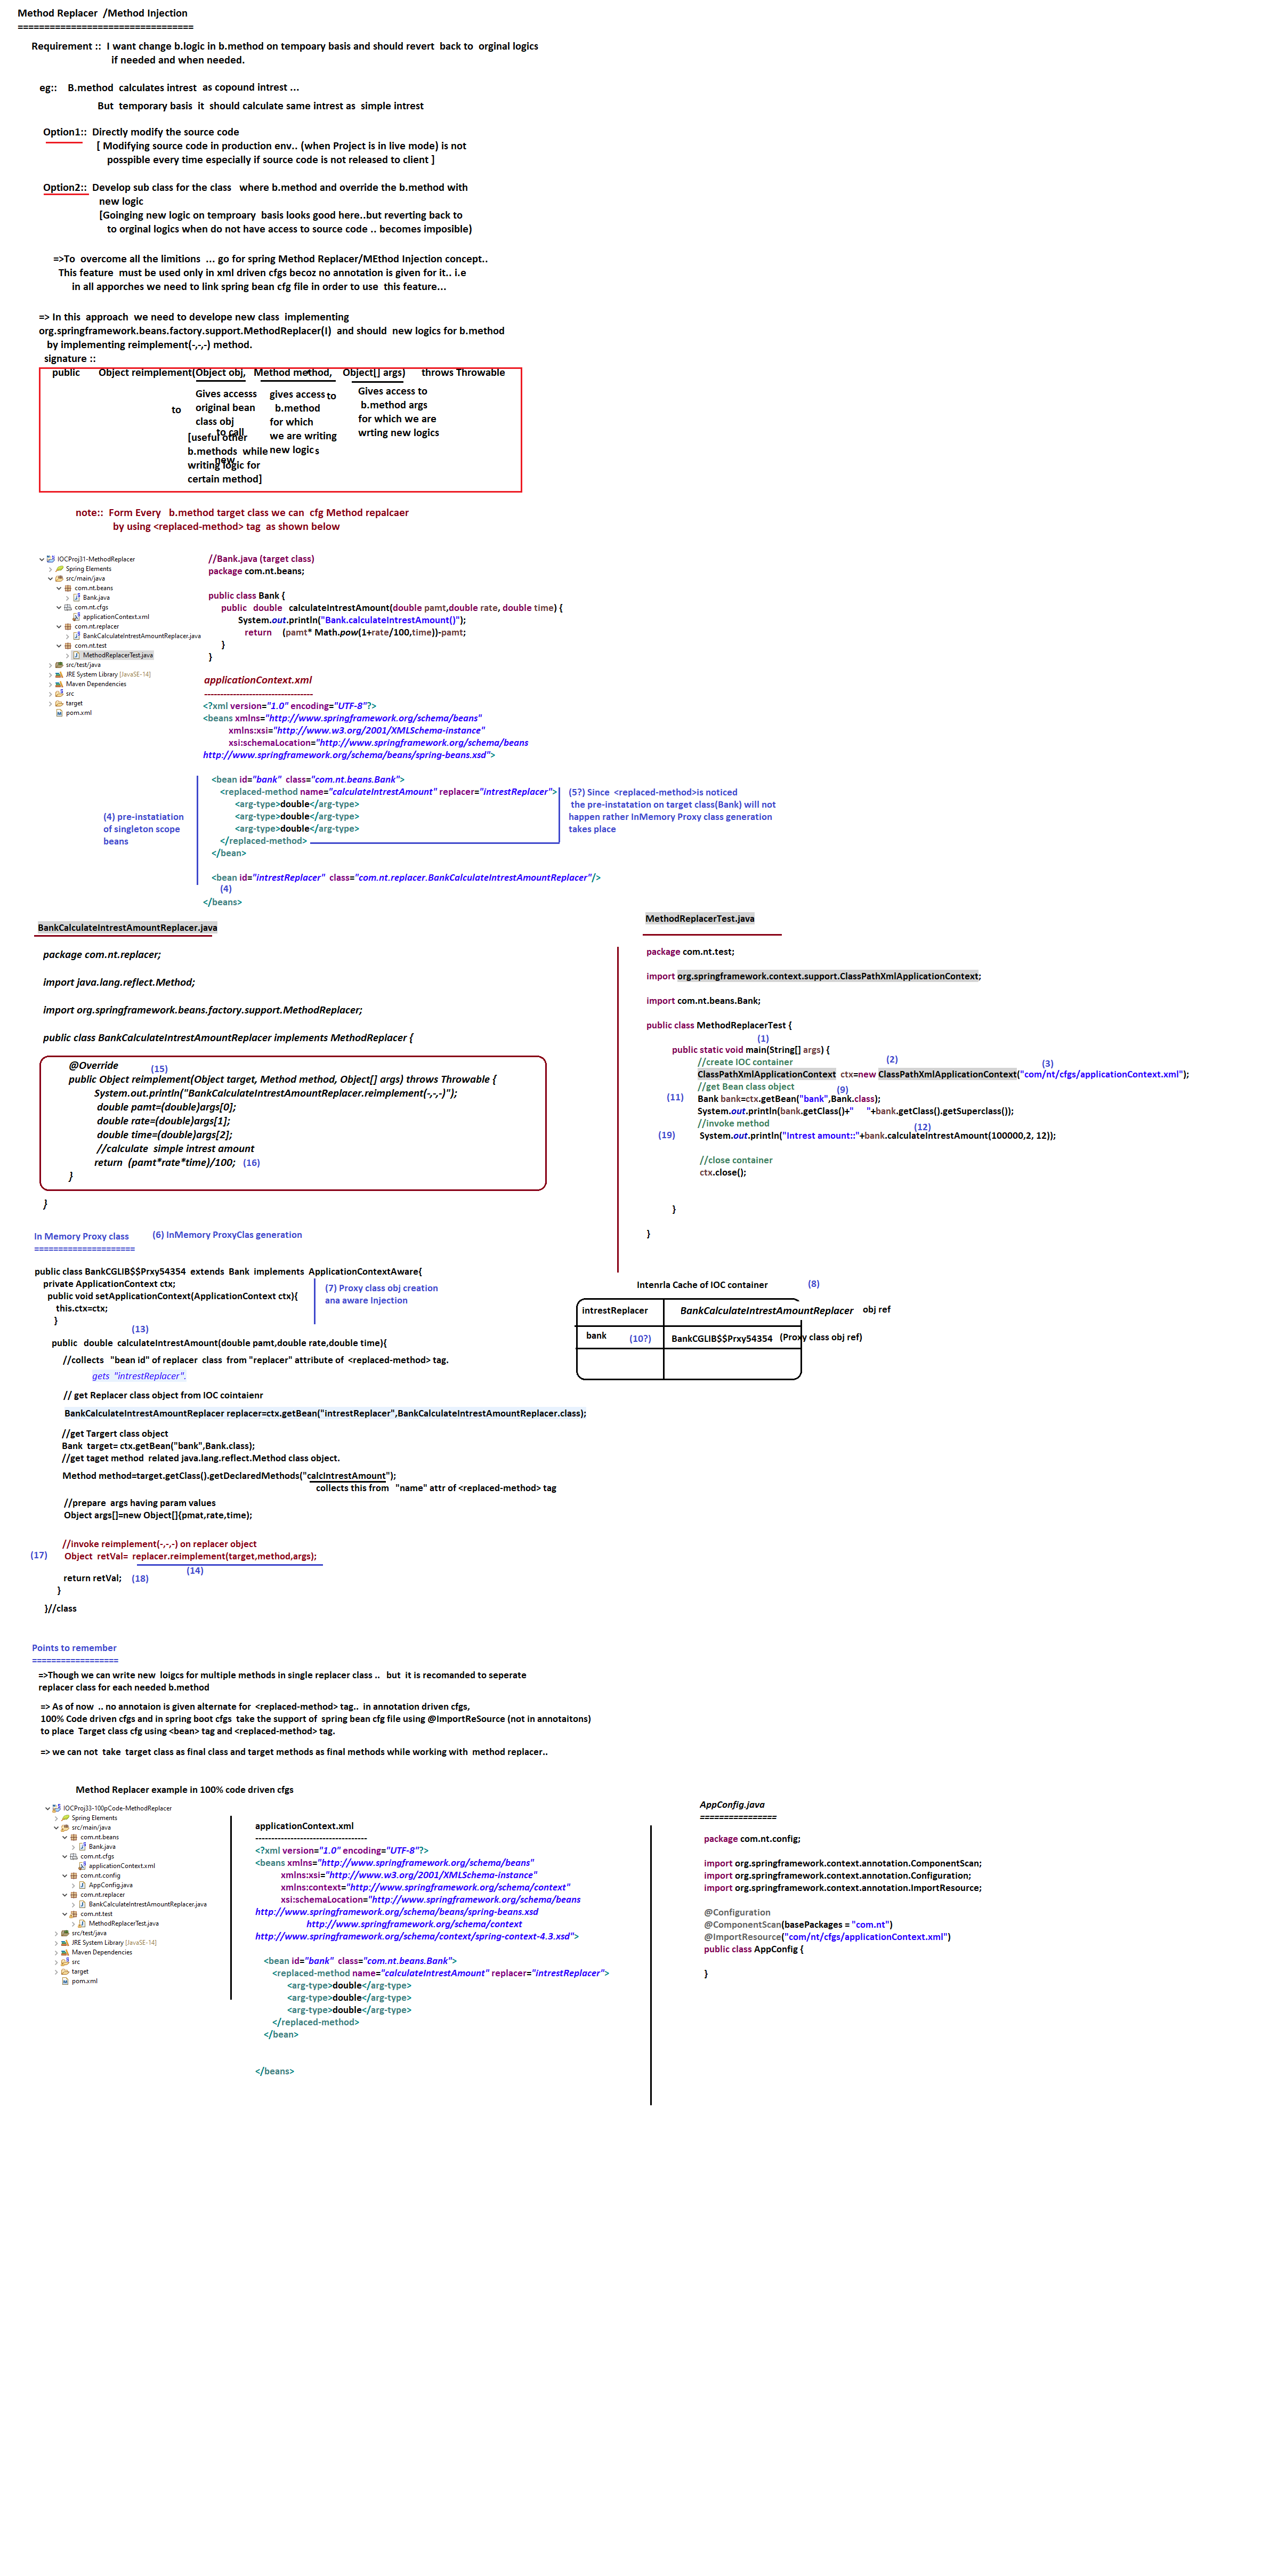 Method Replacer /Method Injection
=================================
Requirement :: I want change b.logic in b.method on tempoary basis and should revert back to orginal logics
if needed and when needed.
eg:: B.method calculates intrest as copound intrest ...
But temporary basis it should calculate same intrest as simple intrest
Option1:: Directly modify the source code
[ Modifying source code in production env.. (when Project is in live mode) is not
posspible every time especially if source code is not released to client ]
Option2:: Develop sub class for the class where b.method and override the b.method with
new logic
[Goinging new logic on temproary basis looks good here..but reverting back to
to orginal logics when do not have access to source code .. becomes imposible)
=>To overcome all the limitions ... go for spring Method Replacer/MEthod Injection concept..
This feature must be used only in xml driven cfgs becoz no annotation is given for it.. i.e
in all apporches we need to link spring bean cfg file in order to use this feature...
=> In this approach we need to develope new class implementing
org.springframework.beans.factory.support.MethodReplacer(I) and should new logics for b.method
by implementing reimplement(-,-,-) method.
signature ::
public Object reimplement(Object obj, Method method, Object[] args) throws Throwable
to
Gives accesss
original bean
class obj
to call
[useful other
b.methods while
new
writing logic for
certain method]
gives access to
b.method
for which
we are writing
new logics
Gives access to
b.method args
for which we are
wrting new logics
note:: Form Every b.method target class we can cfg Method repalcaer
by using <replaced-method> tag as shown below
IOCProj31-MethodReplacer
Spring Elements
src/main/java
com.nt.beans
Bank.java
com.nt.cfgs
applicationContext.xml
com.nt.replacer
BankCalculateIntrestAmountReplacer.java
com.nt.test
MethodReplacerTest.java
src/test/java
JRE System Library [JavaSE-14]
Maven Dependencies
src
target
pom.xml
//Bank.java (target class)
package com.nt.beans;
public class Bank {
public double calculateIntrestAmount(double pamt,double rate, double time) {
System.out.println("Bank.calculateIntrestAmount()");
return (pamt* Math.pow(1+rate/100,time))-pamt;
}
}
applicationContext.xml
----------------------------------
<?xml version="1.0" encoding="UTF-8"?>
<beans xmlns="http://www.springframework.org/schema/beans"
xmlns:xsi="http://www.w3.org/2001/XMLSchema-instance"
xsi:schemaLocation="http://www.springframework.org/schema/beans
http://www.springframework.org/schema/beans/spring-beans.xsd">
<bean id="bank" class="com.nt.beans.Bank">
<replaced-method name="calculateIntrestAmount" replacer="intrestReplacer">
<arg-type>double</arg-type>
<arg-type>double</arg-type>
<arg-type>double</arg-type>
</replaced-method>
</bean>
<bean id="intrestReplacer" class="com.nt.replacer.BankCalculateIntrestAmountReplacer"/>
(4)
</beans>
(4) pre-instatiation
of singleton scope
beans
(5?) Since <replaced-method>is noticed
the pre-instatation on target class(Bank) will not
happen rather InMemory Proxy class generation
takes place
BankCalculateIntrestAmountReplacer.java
package com.nt.replacer;
import java.lang.reflect.Method;
import org.springframework.beans.factory.support.MethodReplacer;
public class BankCalculateIntrestAmountReplacer implements MethodReplacer {
@Override
(15)
public Object reimplement(Object target, Method method, Object[] args) throws Throwable {
System.out.println("BankCalculateIntrestAmountReplacer.reimplement(-,-,-)");
double pamt=(double)args[0];
double rate=(double)args[1];
double time=(double)args[2];
//calculate simple intrest amount
return (pamt*rate*time)/100; (16)
}
}
MethodReplacerTest.java
package com.nt.test;
import org.springframework.context.support.ClassPathXmlApplicationContext;
import com.nt.beans.Bank;
public class MethodReplacerTest {
(1)
public static void main(String[] args) {
//create IOC container
(2)
(3)
ClassPathXmlApplicationContext ctx=new ClassPathXmlApplicationContext("com/nt/cfgs/applicationContext.xml");
//get Bean class object
(9)
(11) Bank bank=ctx.getBean("bank",Bank.class);
System.out.println(bank.getClass()+" "+bank.getClass().getSuperclass());
//invoke method
(12)
(19) System.out.println("Intrest amount::"+bank.calculateIntrestAmount(100000,2, 12));
//close container
ctx.close();
}
}
In Memory Proxy class (6) InMemory ProxyClas generation
=====================
public class BankCGLIB$$Prxy54354 extends Bank implements ApplicationContextAware{
private ApplicationContext ctx;
public void setApplicationContext(ApplicationContext ctx){
this.ctx=ctx;
}
(7) Proxy class obj creation
ana aware Injection
(13)
public double calculateIntrestAmount(double pamt,double rate,double time){
//collects "bean id" of replacer class from "replacer" attribute of <replaced-method> tag.
gets "intrestReplacer".
// get Replacer class object from IOC cointaienr
BankCalculateIntrestAmountReplacer replacer=ctx.getBean("intrestReplacer",BankCalculateIntrestAmountReplacer.class);
//get Targert class object
Bank target= ctx.getBean("bank",Bank.class);
//get taget method related java.lang.reflect.Method class object.
Method method=target.getClass().getDeclaredMethods("calcIntrestAmount");
collects this from "name" attr of <replaced-method> tag
//prepare args having param values
Object args[]=new Object[]{pmat,rate,time);
//invoke reimplement(-,-,-) on replacer object
(17) Object retVal= replacer.reimplement(target,method,args);
(14)
return retVal; (18)
}
}//class
Intenrla Cache of IOC container (8)
intrestReplacer BankCalculateIntrestAmountReplacer obj ref
bank (10?) BankCGLIB$$Prxy54354 (Proxy class obj ref)
Points to remember
==================
=>Though we can write new loigcs for multiple methods in single replacer class .. but it is recomanded to seperate
replacer class for each needed b.method
=> As of now .. no annotaion is given alternate for <replaced-method> tag.. in annotation driven cfgs,
100% Code driven cfgs and in spring boot cfgs take the support of spring bean cfg file using @ImportReSource (not in annotaitons)
to place Target class cfg using <bean> tag and <replaced-method> tag.
=> we can not take target class as final class and target methods as final methods while working with method replacer..
Method Replacer example in 100% code driven cfgs
IOCProj33-100pCode-MethodReplacer
Spring Elements
src/main/java
com.nt.beans
Bank.java
com.nt.cfgs
applicationContext.xml
com.nt.config
AppConfig.java
com.nt.replacer
BankCalculateIntrestAmountReplacer.java
com.nt.test
MethodReplacerTest.java
src/test/java
JRE System Library [JavaSE-14]
Maven Dependencies
src
target
pom.xml
applicationContext.xml
-----------------------------------
<?xml version="1.0" encoding="UTF-8"?>
<beans xmlns="http://www.springframework.org/schema/beans"
xmlns:xsi="http://www.w3.org/2001/XMLSchema-instance"
xmlns:context="http://www.springframework.org/schema/context"
xsi:schemaLocation="http://www.springframework.org/schema/beans
http://www.springframework.org/schema/beans/spring-beans.xsd
http://www.springframework.org/schema/context
http://www.springframework.org/schema/context/spring-context-4.3.xsd">
<bean id="bank" class="com.nt.beans.Bank">
<replaced-method name="calculateIntrestAmount" replacer="intrestReplacer">
<arg-type>double</arg-type>
<arg-type>double</arg-type>
<arg-type>double</arg-type>
</replaced-method>
</bean>
</beans>
AppConfig.java
================
package com.nt.config;
import org.springframework.context.annotation.ComponentScan;
import org.springframework.context.annotation.Configuration;
import org.springframework.context.annotation.ImportResource;
@Configuration
@ComponentScan(basePackages = "com.nt")
@ImportResource("com/nt/cfgs/applicationContext.xml")
public class AppConfig {
}